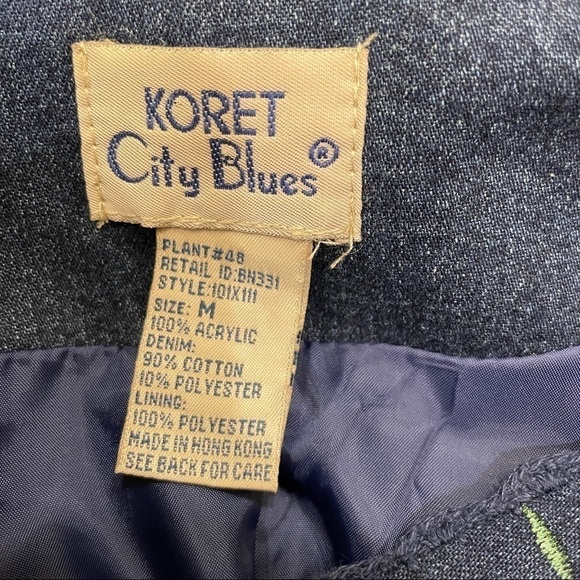 KORET
City Blues®
PLANT#48
RETAIL ID:BN331
STYLE:101X111
SIZE: M
100% ACRYLIC
DENIM:
90% COTTON
10% POLYESTER
LINING:
100% POLYESTER
MADE IN HONG KONG
SEE BACK FOR CARE